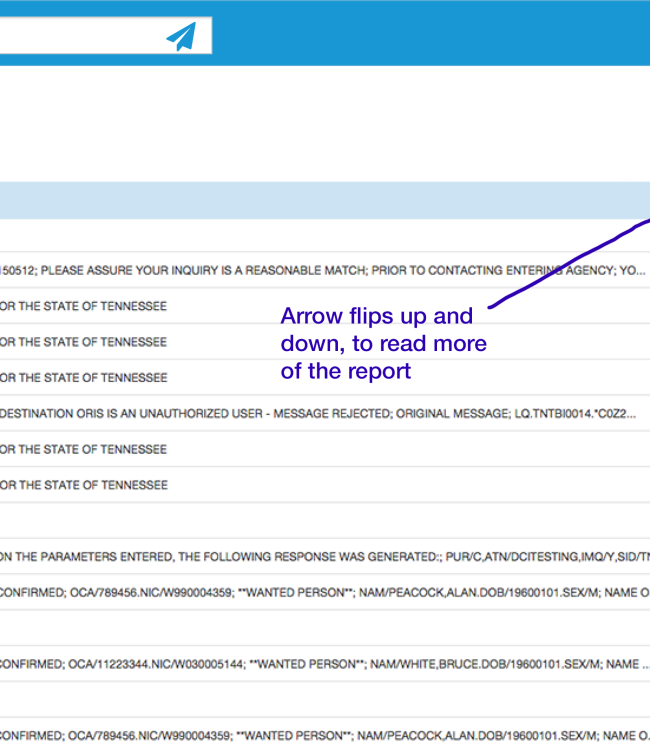 150512; PLEASE ASSURE YOUR INQUIRY IS A REASONABLE MATCH; PRIOR TO CONTACTING ENTERING AGENCY; YO...
OR THE STATE OF TENNESSEE
Arrow flips up and
down, to read more
of the report
OR THE STATE OF TENNESSEE
OR THE STATE OF TENNESSEE
DESTINATION ORIS IS AN UNAUTHORIZED USER - MESSAGE REJECTED; ORIGINAL MESSAGE; LQ.TNTBI0014.*C0Z2...
OR THE STATE OF TENNESSEE
OR THE STATE OF TENNESSEE
ON THE PARAMETERS ENTERED, THE FOLLOWING RESPONSE WAS GENERATED:; PUR/C,ATN/DCITESTING,IMQ/Y,SID/TN
CONFIRMED; OCA/789456.NIC/W990004359; **WANTED PERSON**; NAM/PEACOCK,ALAN.DOB/19600101.SEX/M; NAME O
CONFIRMED; OCA/11223344.NIC/W030005144; **WANTED PERSON**; NAM/WHITE,BRUCE.DOB/19600101.SEX/M; NAME ...
CONFIRMED; OCA/789456.NIC/W990004359; **WANTED PERSON**; NAM/PEACOCK,ALAN.DOB/19600101.SEX/M; NAME O.